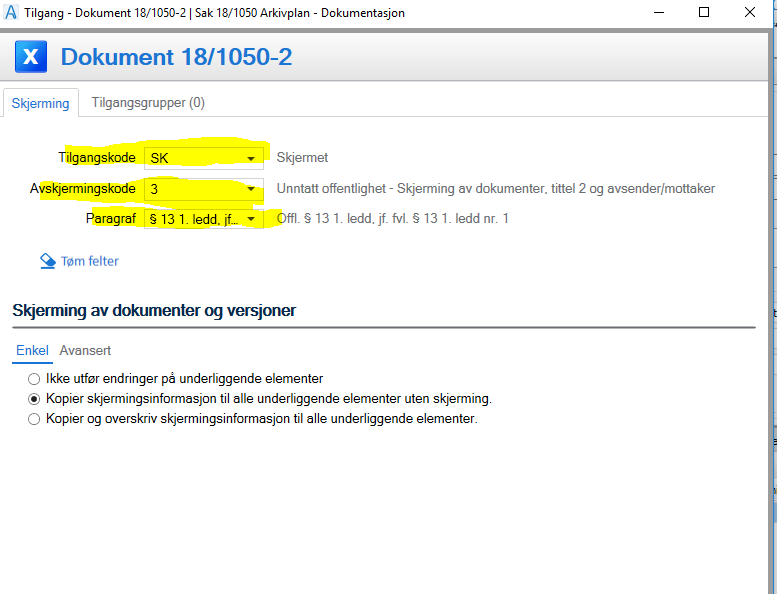 Tilgang - Dokument 18/1050-2 | Sak 18/1050 Arkivplan - Dokumentasjon
X Dokument 18/1050-2
Skjerming Tilgangsgrupper (0)
Tilgangskode SK Skjermet
Avskjermingskode 3 Unntatt offentlighet - Skjerming av dokumenter, tittel 2 og avsender/mottaker
Paragraf § 13 1. ledd, jf... Offl. § 13 1. ledd, jf. fvl. § 13 1. ledd nr. 1
Tøm felter
Skjerming av dokumenter og versjoner
Enkel Avansert
Ikke utfør endringer på underliggende elementer
Kopier skjermingsinformasjon til alle underliggende elementer uten skjerming.
Kopier og overskriv skjermingsinformasjon til alle underliggende elementer.